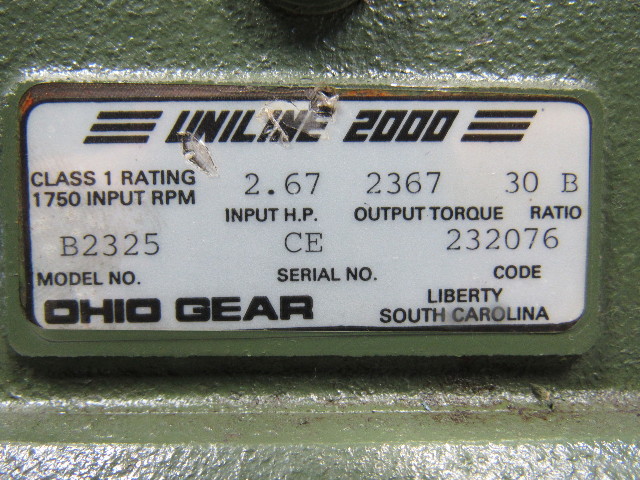 UNILINE 2000
CLASS 1 RATING 2.67 2367 30 B
1750 INPUT RPM INPUT H.P. OUTPUT TORQUE RATIO
B2325 CE 232076
MODEL NO. SERIAL NO. CODE
OHIO GEAR LIBERTY
SOUTH CAROLINA